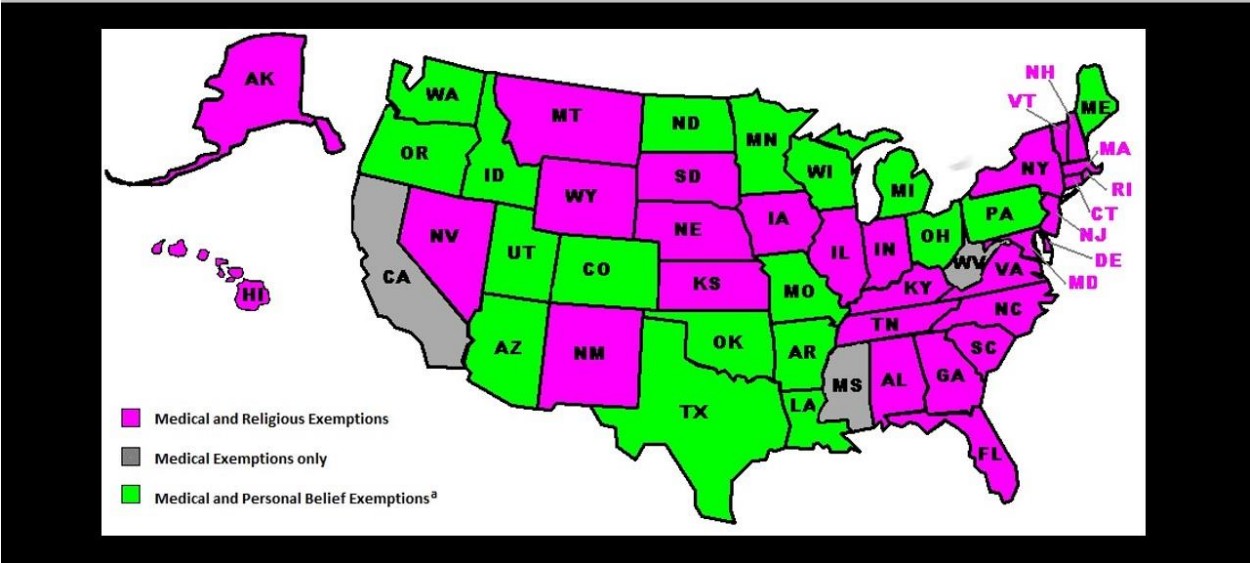 AK
WA
MT
ND
MN
OR
ID
WI
SD
WY
MI
NH
VT
ME
MA
NY
RI
CT
NJ
DE
MD
PA
IA
NE
NV
UT
CO
IL
IN
OH
WV
VA
CA
KS
MO
KY
HI
NC
TN
AZ
NM
OK
AR
SC
MS
AL
GA
TX
LA
FL
Medical and Religious Exemptions
Medical Exemptions only
Medical and Personal Belief Exemptionsᵃ